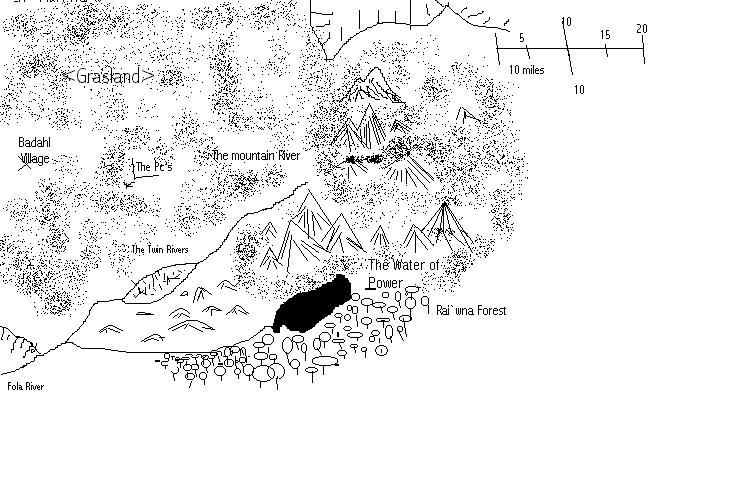 10
20
5
15
10 miles
10
<Grasland>
Badahl
Village
The Pc's
The mountain River
The Twin Rivers
The Water of
Power
Rai`wna Forest
Fola River